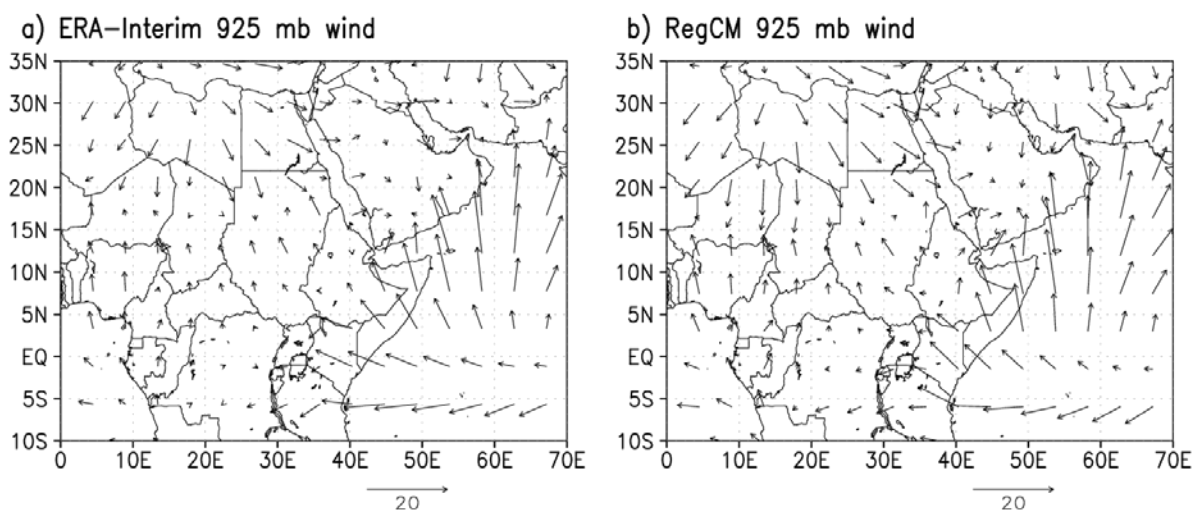 a) ERA-Interim 925 mb wind
35N
30N
25N
20N
15N
10N
5N
EQ
5S
10S
0 10E 20E 30E 40E 50E 60E 70E
20
b) RegCM 925 mb wind
35N
30N
25N
20N
15N
10N
5N
EQ
5S
10S
0 10E 20E 30E 40E 50E 60E 70E
20